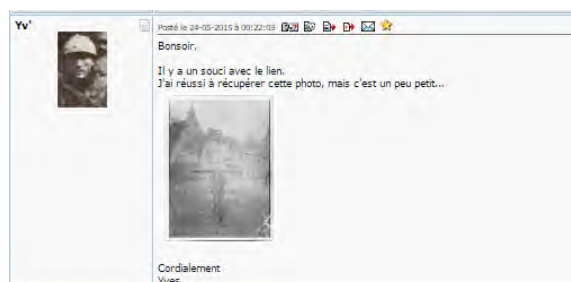 Yv'
Posté le 24-05-2015 à 00:22:03
Bonsoir,
Il y a un souci avec le lien.
J'ai réussi à récupérer cette photo, mais c'est un peu petit...
Cordialement
Yves